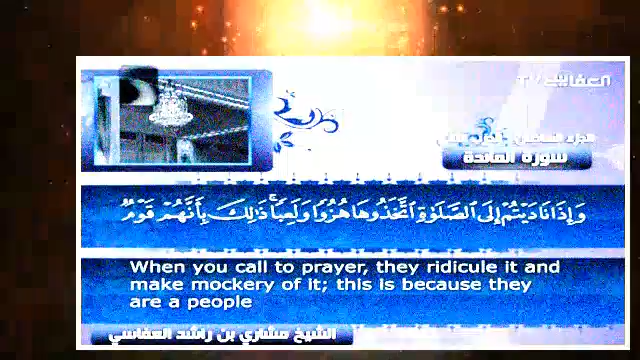 العفاسي TV
سورة المائدة
وَإِذَا نَادَيْتُمْ إِلَى الصَّلَوٰةِ اتَّخَذُوهَا هُزُوًا وَلَعِبًا ۚ ذَٰلِكَ بِأَنَّهُمْ قَوْمٌ
When you call to prayer, they ridicule it and
make mockery of it; this is because they
are a people
الشيخ مشاري بن راشد العفاسي